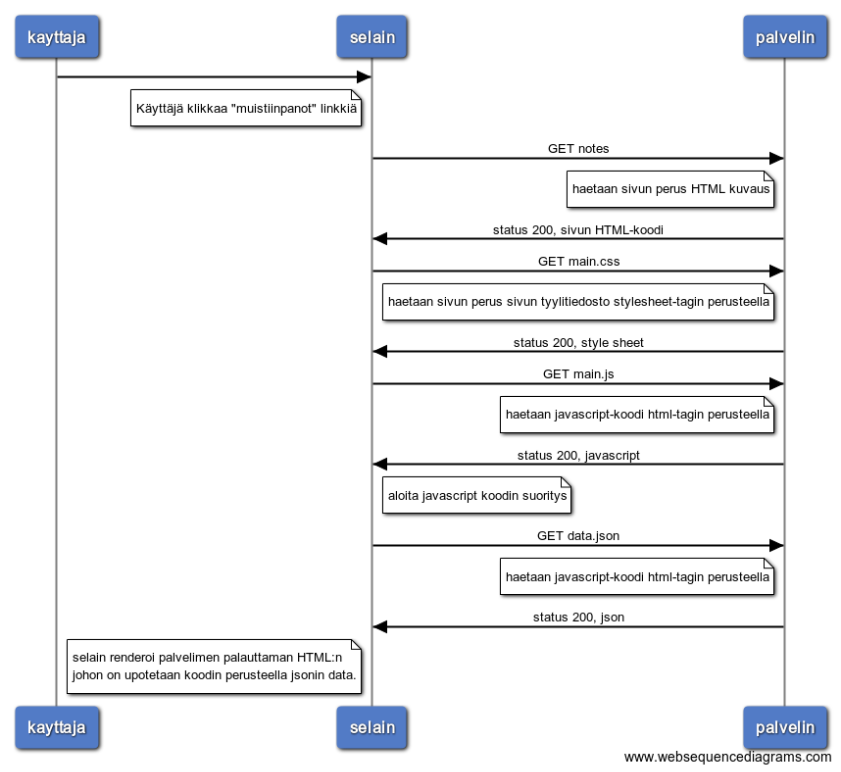 kayttaja
selain
palvelin
Käyttäjä klikkaa "muistiinpanot" linkkiä
GET notes
haetaan sivun perus HTML kuvaus
status 200, sivun HTML-koodi
GET main.css
haetaan sivun perus sivun tyylitiedosto stylesheet-tagin perusteella
status 200, style sheet
GET main.js
haetaan javascript-koodi html-tagin perusteella
status 200, javascript
aloita javascript koodin suoritys
GET data.json
haetaan javascript-koodi html-tagin perusteella
status 200, json
selain renderoi palvelimen palauttaman HTML:n
johon on upotetaan koodin perusteella jsonin data.
kayttaja
selain
palvelin
www.websequencediagrams.com